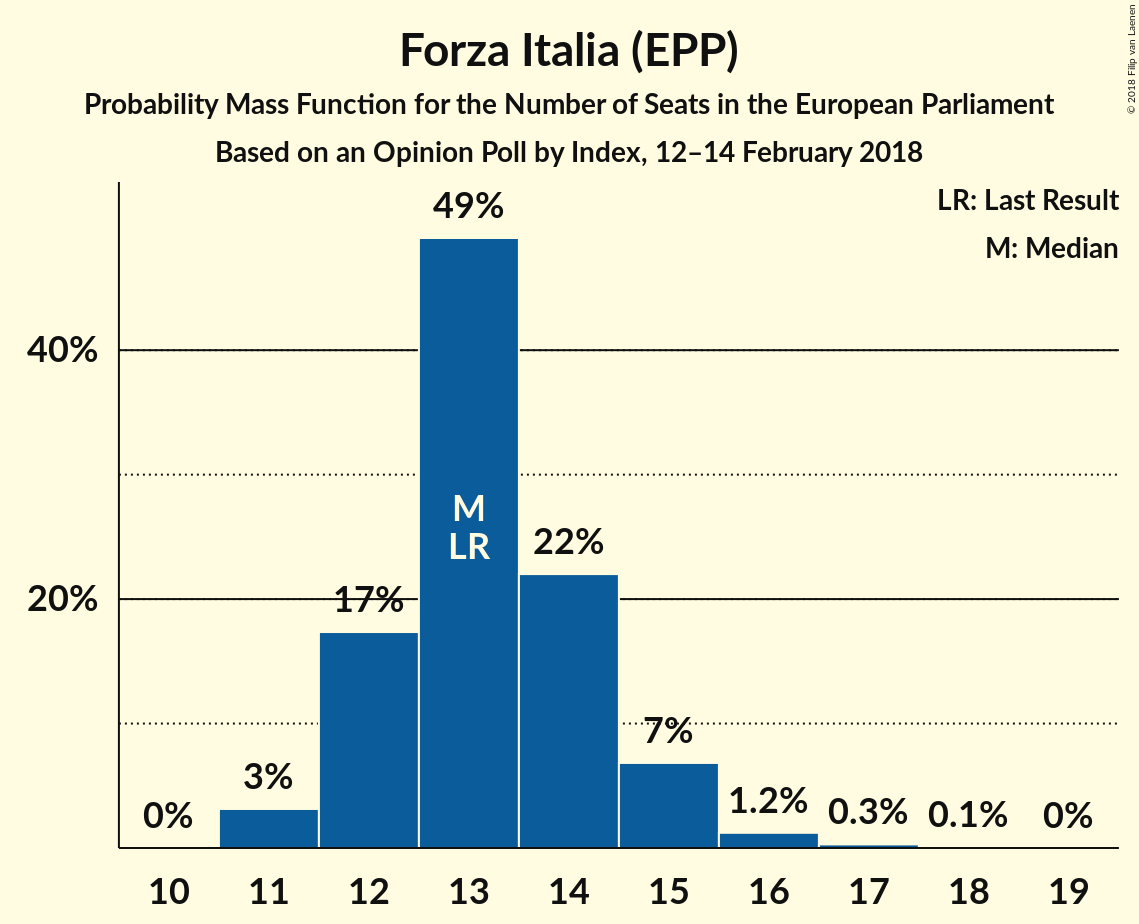 Forza Italia (EPP)
Probability Mass Function for the Number of Seats in the European Parliament
Based on an Opinion Poll by Index, 12–14 February 2018
© 2018 Filip van Laenen
LR: Last Result
M: Median
49%
40%
M
LR
22%
20%
17%
7%
3%
1.2%
0%
0.3%
0.1%
0%
10 11 12 13 14 15 16 17 18 19